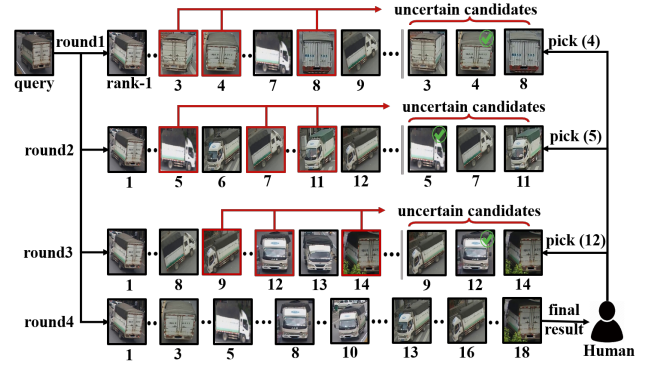 uncertain candidates
round1
pick (4)
query
rank-1
3
4
7
8
9
3
4
8
uncertain candidates
pick (5)
round2
1
5
6
7
11
12
5
7
11
uncertain candidates
pick (12)
round3
1
8
9
12
13
14
9
12
14
round4
final
result
Human
1
3
5
8
10
13
16
18